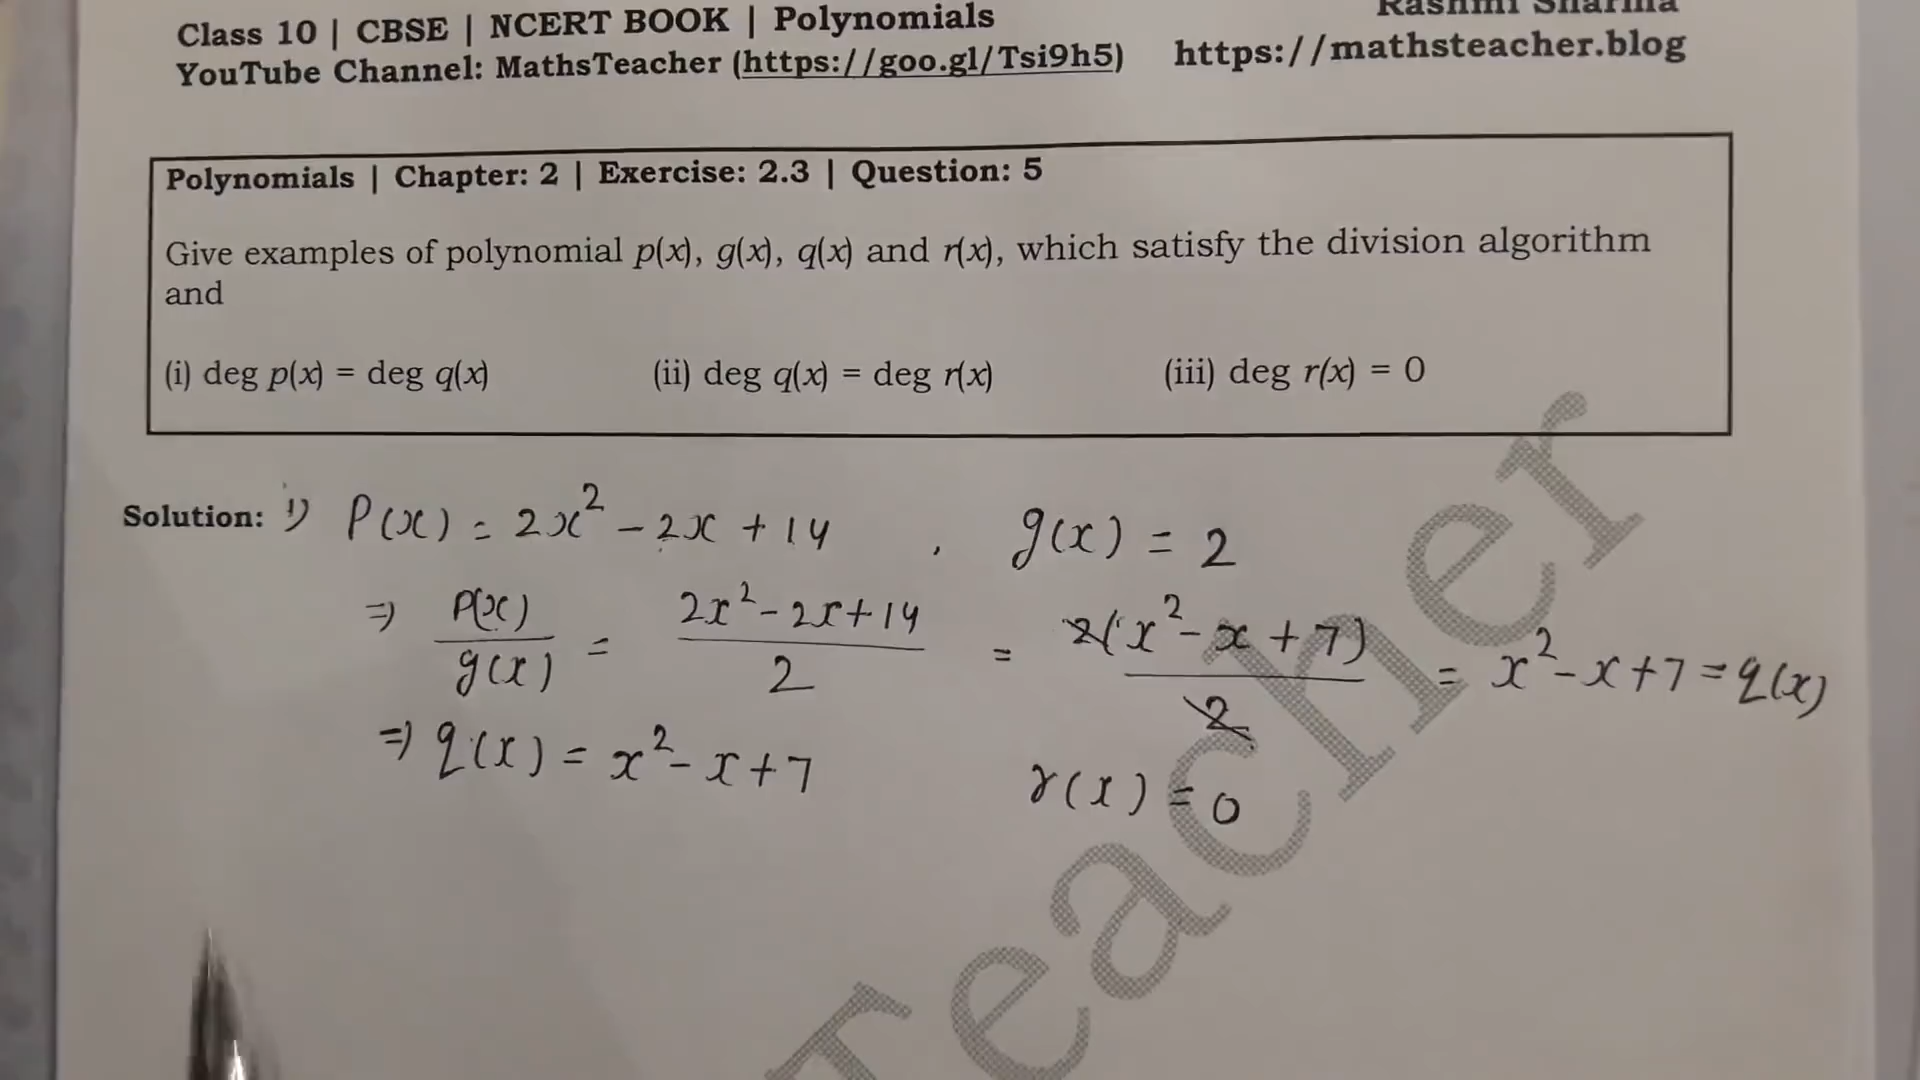 Class 10 | CBSE | NCERT BOOK | Polynomials
Rashmi Sharma
YouTube Channel: MathsTeacher (https://goo.gl/Tsi9h5)
https://mathsteacher.blog
Polynomials | Chapter: 2 | Exercise: 2.3 | Question: 5
Give examples of polynomial p(x), g(x), q(x) and r(x), which satisfy the division algorithm
and
(i) deg p(x) = deg q(x) (ii) deg q(x) = deg r(x) (iii) deg r(x) = 0
Solution: i) P(x) = 2x² - 2x + 14 , g(x) = 2
⇒ P(x)/g(x) = (2x² - 2x + 14)/2 = 2(x² - x + 7)/2 = x² - x + 7 = q(x)
⇒ q(x) = x² - x + 7 r(x) = 0
Teacher